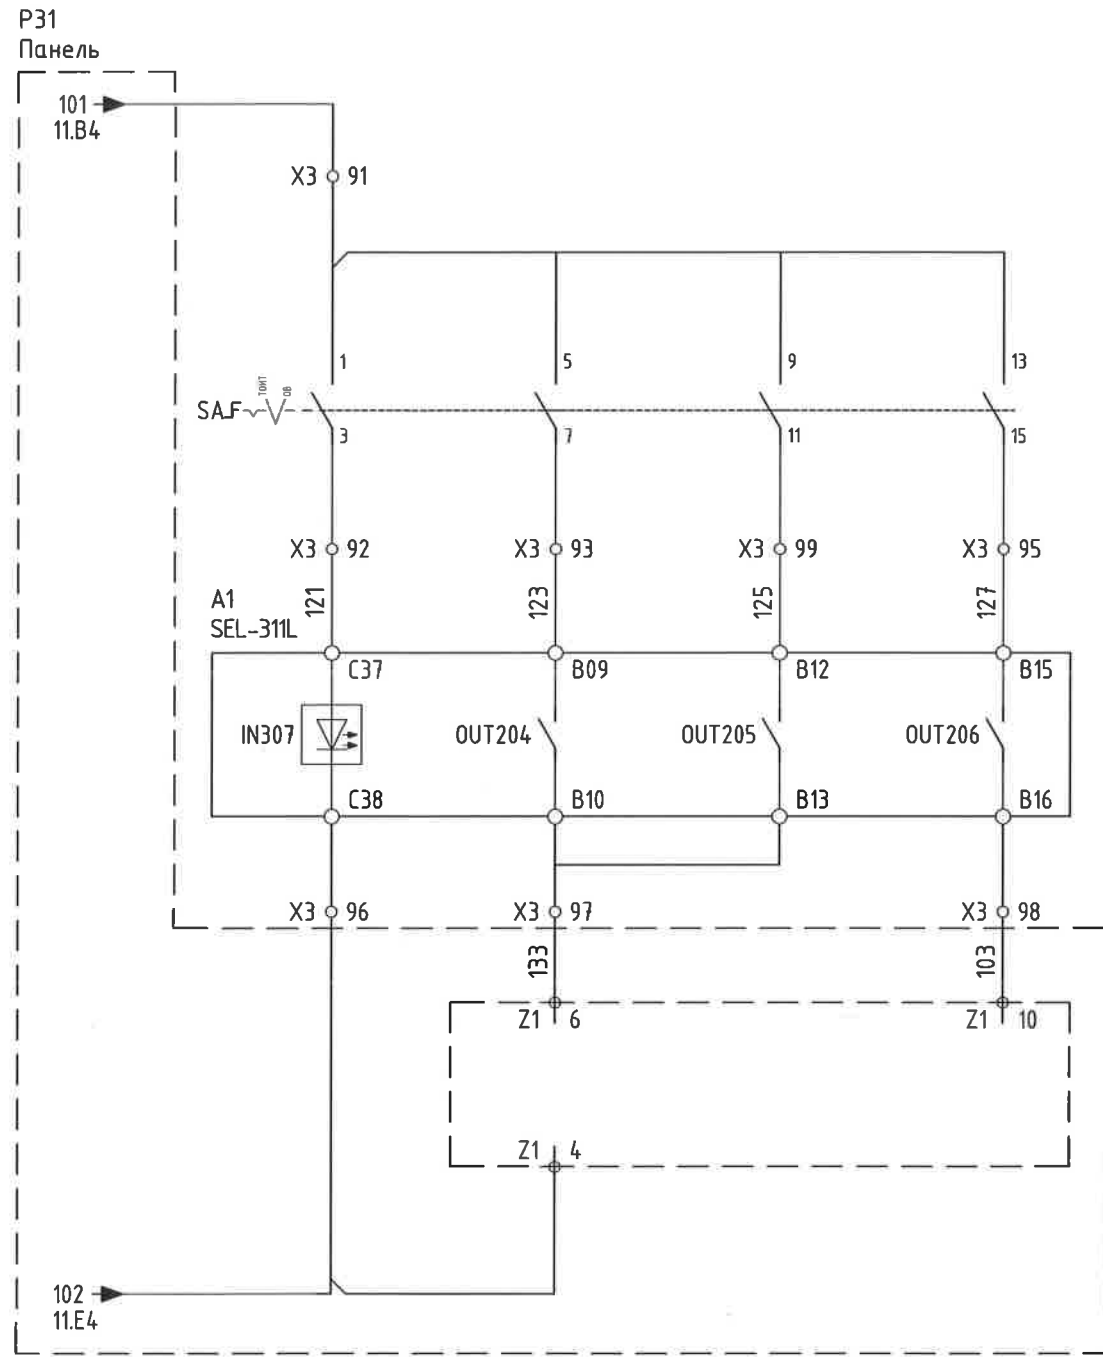 P31
Панель
101
11.B4
X3 91
1 5 9 13
SA_F
тонт
ов
3 7 11 15
X3 92 X3 93 X3 99 X3 95
121 123 125 127
A1
SEL-311L
C37 B09 B12 B15
IN307 OUT204 OUT205 OUT206
C38 B10 B13 B16
X3 96 X3 97 X3 98
133 103
Z1 6 Z1 10
Z1 4
102
11.E4